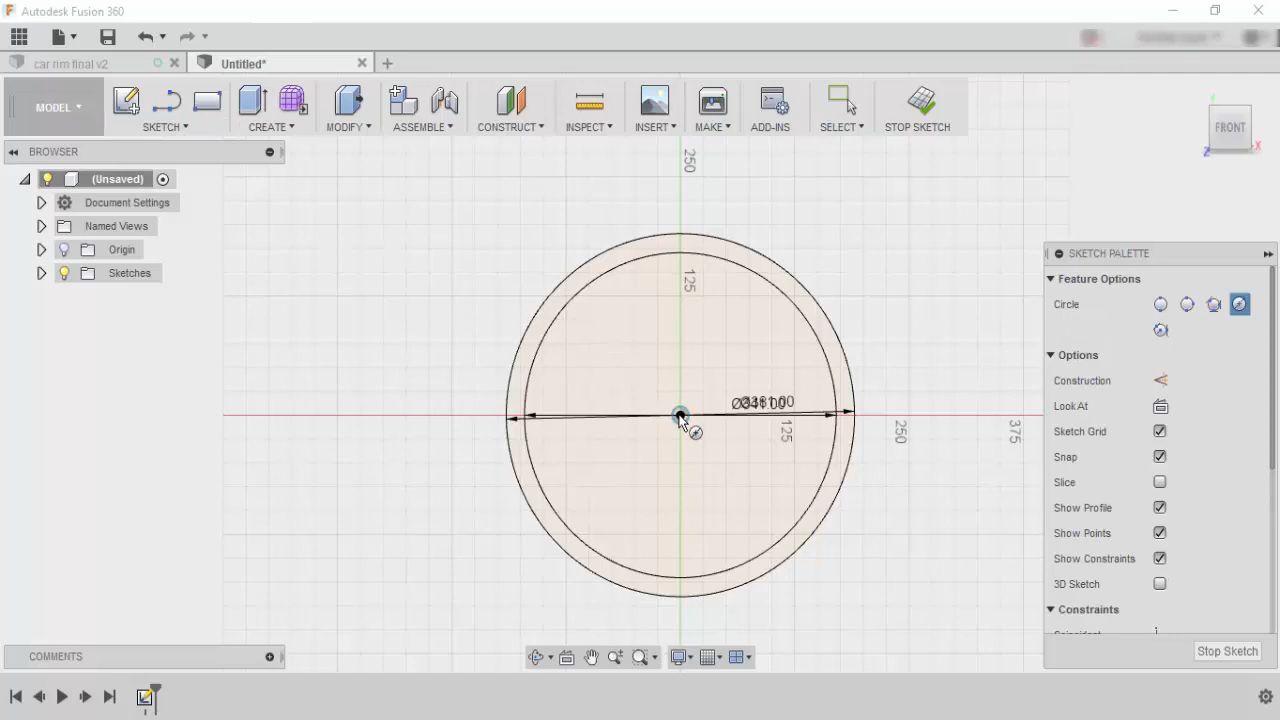 Autodesk Fusion 360
car rim final v2
Untitled*
MODEL
SKETCH
CREATE
MODIFY
ASSEMBLE
CONSTRUCT
INSPECT
INSERT
MAKE
ADD-INS
SELECT
STOP SKETCH
BROWSER
(Unsaved)
Document Settings
Named Views
Origin
Sketches
FRONT
Y
X
Z
250
125
125
250
375
SKETCH PALETTE
Feature Options
Circle
Options
Construction
Look At
Sketch Grid
Snap
Slice
Show Profile
Show Points
Show Constraints
3D Sketch
Constraints
Stop Sketch
COMMENTS